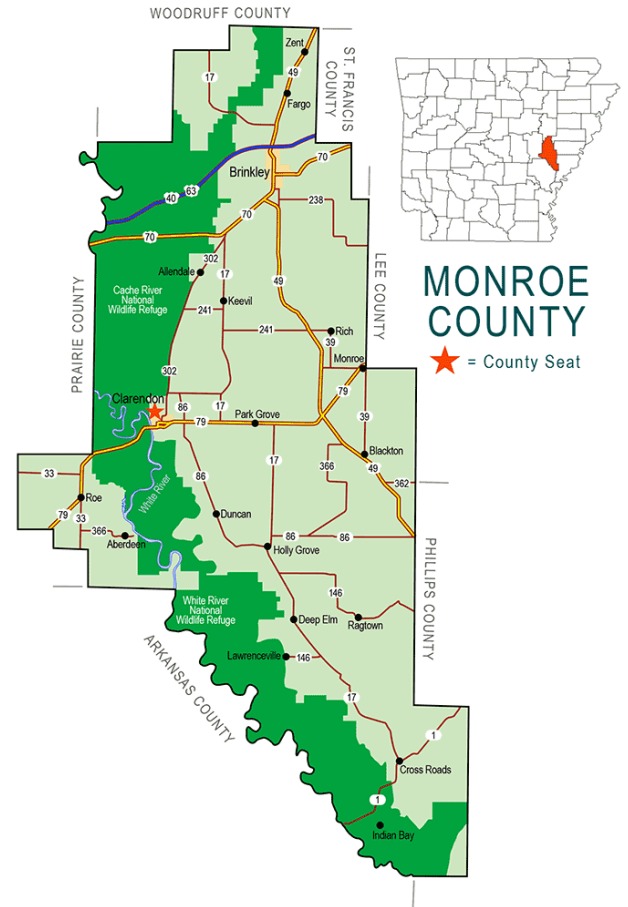 WOODRUFF COUNTY
Zent
ST. FRANCIS
COUNTY
17
49
Fargo
70
Brinkley
40
63
238
70
70
302
Allendale
17
49
LEE COUNTY
MONROE
COUNTY
= County Seat
PRAIRIE COUNTY
Cache River
National
Wildlife Refuge
Keevil
241
241
Rich
39
Monroe
302
79
Clarendon
86
17
79
Park Grove
39
Blackton
17
366
49
362
33
86
White River
Roe
79
33
366
Aberdeen
Duncan
86
86
Holly Grove
PHILLIPS COUNTY
146
White River
National
Wildlife Refuge
Deep Elm
Ragtown
ARKANSAS COUNTY
Lawrenceville
146
17
1
Cross Roads
1
Indian Bay